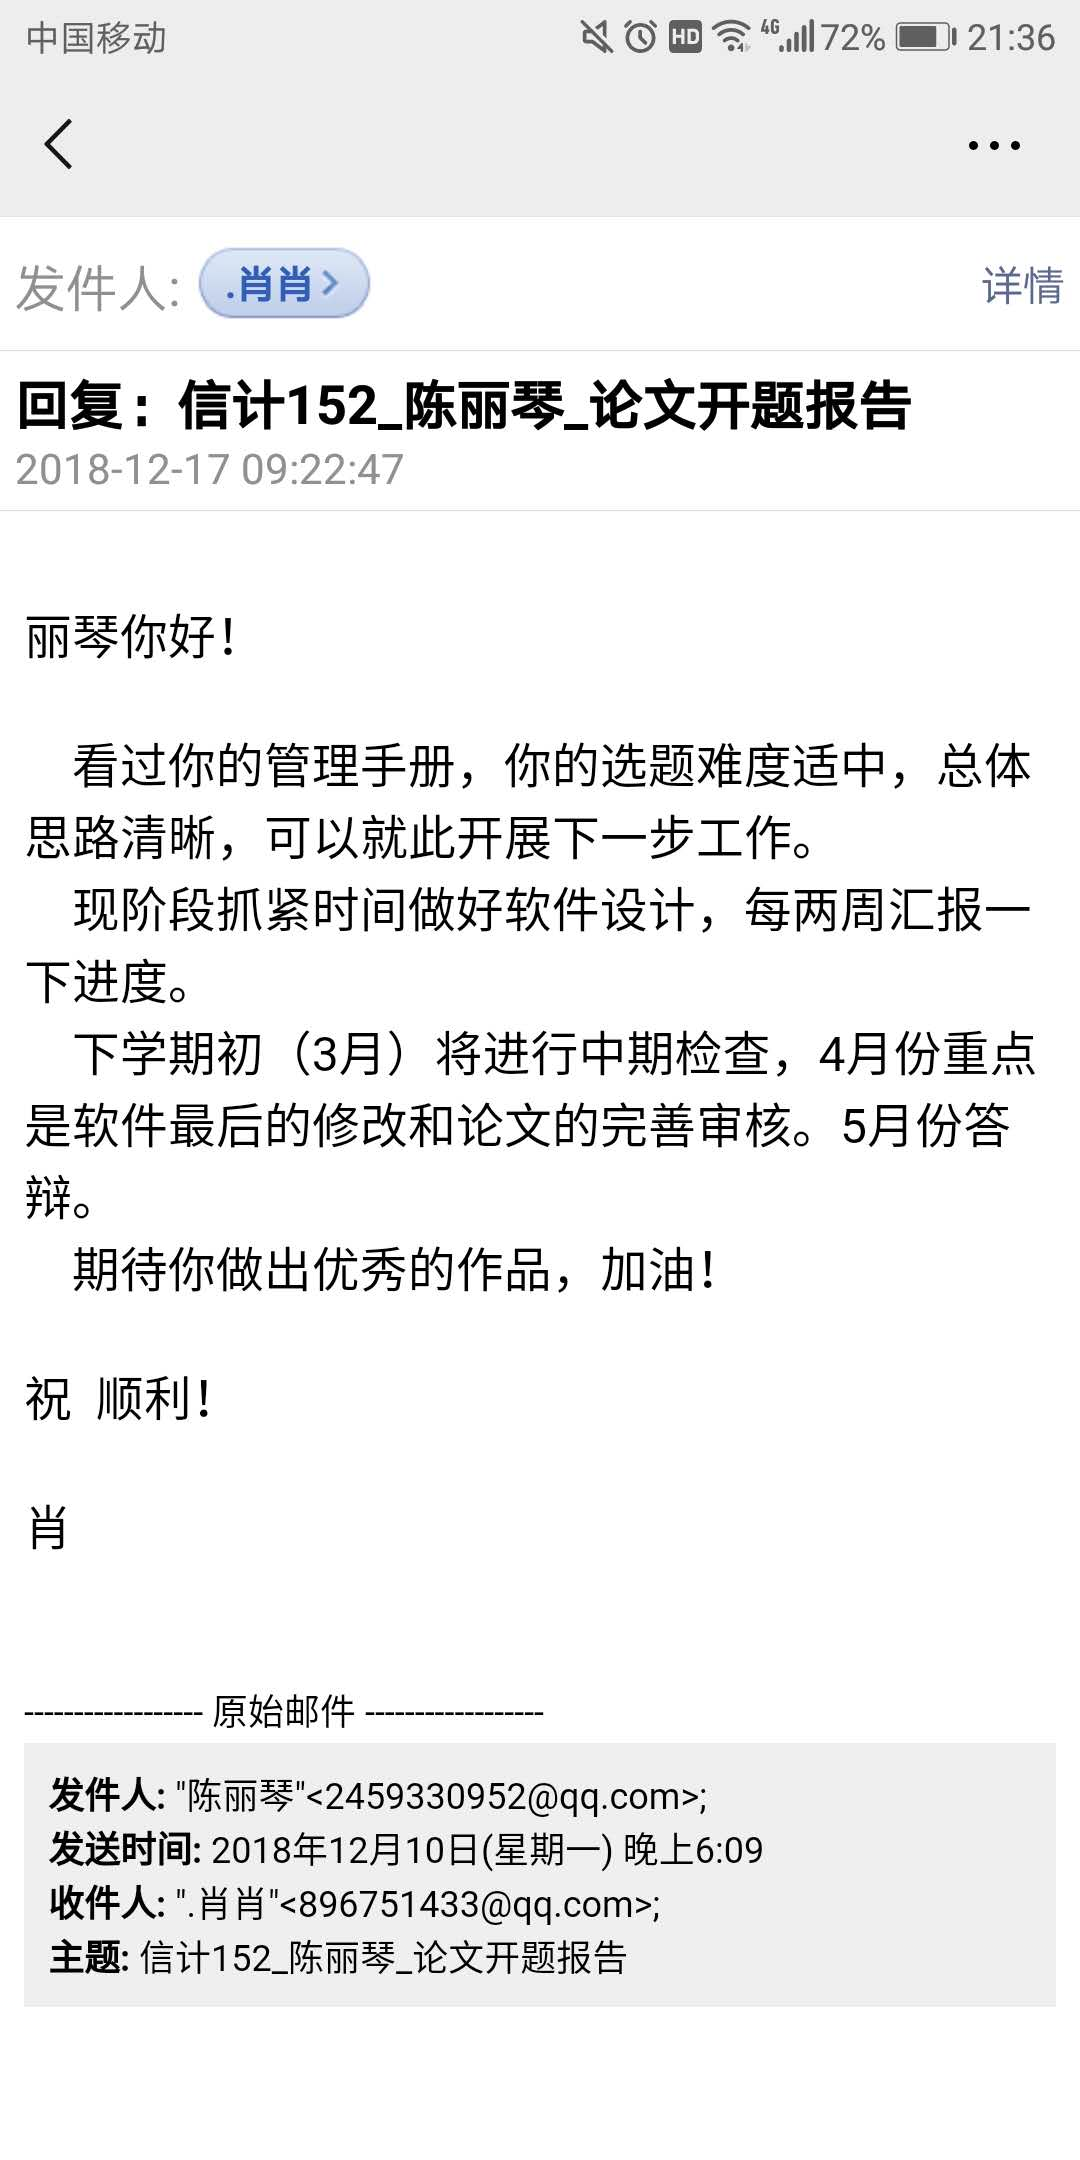 中国移动 HD 4G 72% 21:36
发件人: .肖肖 详情
回复：信计152_陈丽琴_论文开题报告
2018-12-17 09:22:47
丽琴你好！
看过你的管理手册，你的选题难度适中，总体
思路清晰，可以就此开展下一步工作。
现阶段抓紧时间做好软件设计，每两周汇报一
下进度。
下学期初（3月）将进行中期检查，4月份重点
是软件最后的修改和论文的完善审核。5月份答
辩。
期待你做出优秀的作品，加油！
祝 顺利！
肖
------------------ 原始邮件 ------------------
发件人: "陈丽琴"<2459330952@qq.com>;
发送时间: 2018年12月10日(星期一) 晚上6:09
收件人: ".肖肖"<896751433@qq.com>;
主题: 信计152_陈丽琴_论文开题报告